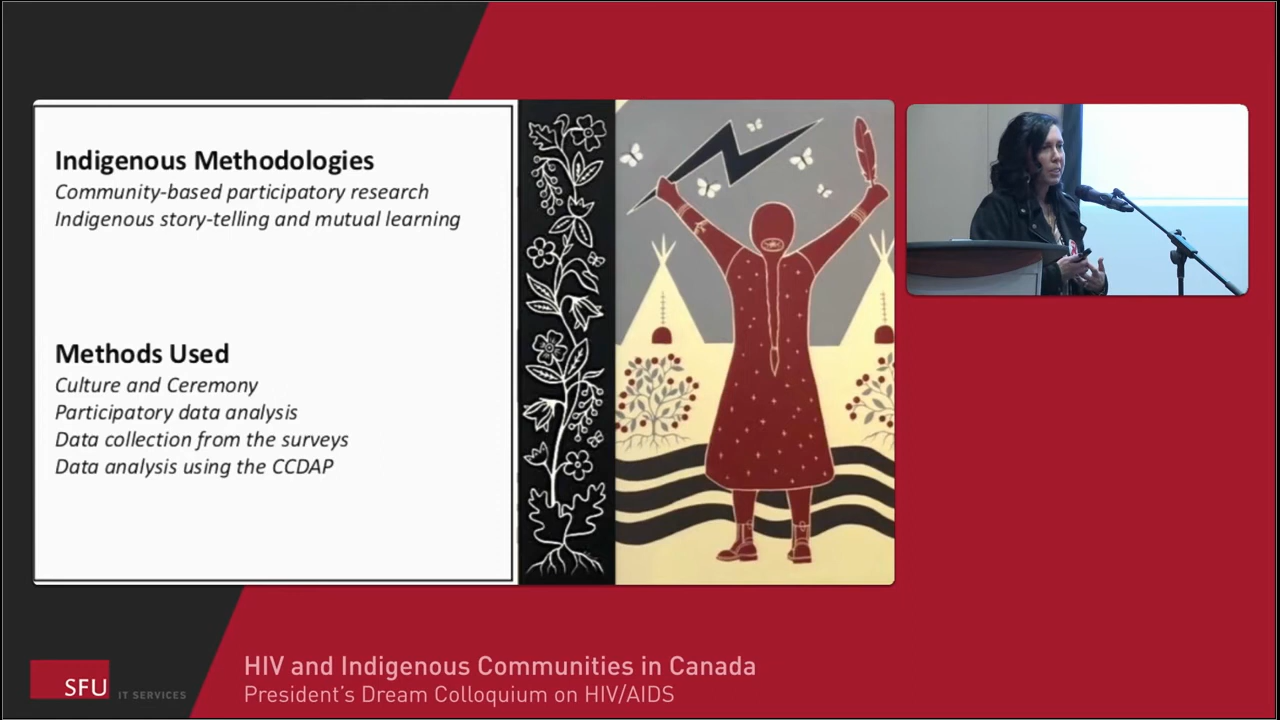 Indigenous Methodologies
Community-based participatory research
Indigenous story-telling and mutual learning
Methods Used
Culture and Ceremony
Participatory data analysis
Data collection from the surveys
Data analysis using the CCDAP
SFU IT SERVICES
HIV and Indigenous Communities in Canada
President's Dream Colloquium on HIV/AIDS